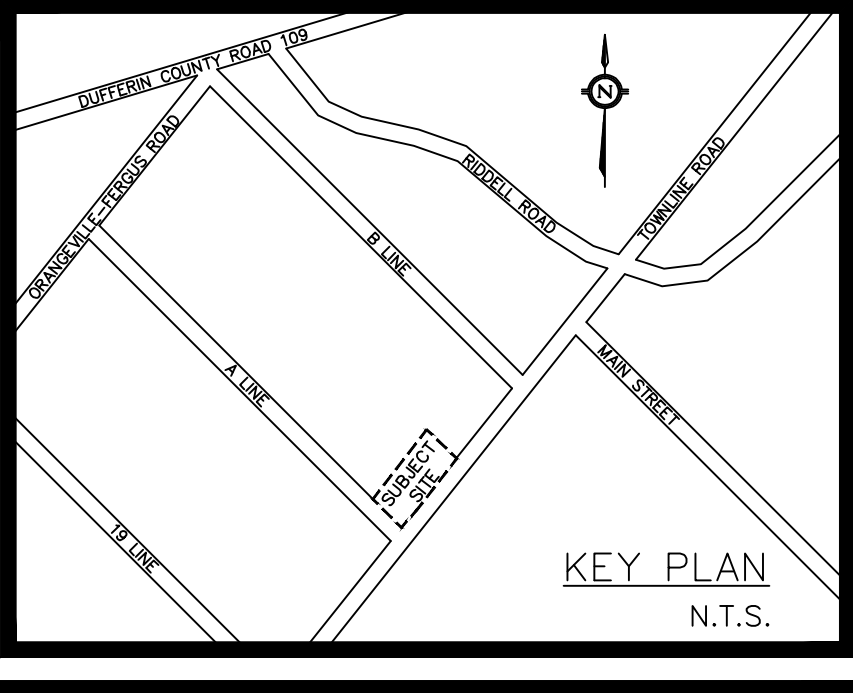 DUFFERIN COUNTY ROAD 109
N
ORANGEVILLE-FERGUS ROAD
RIDDELL ROAD
TOWNLINE ROAD
B LINE
A LINE
MAIN STREET
SUBJECT
SITE
19 LINE
KEY PLAN
N.T.S.